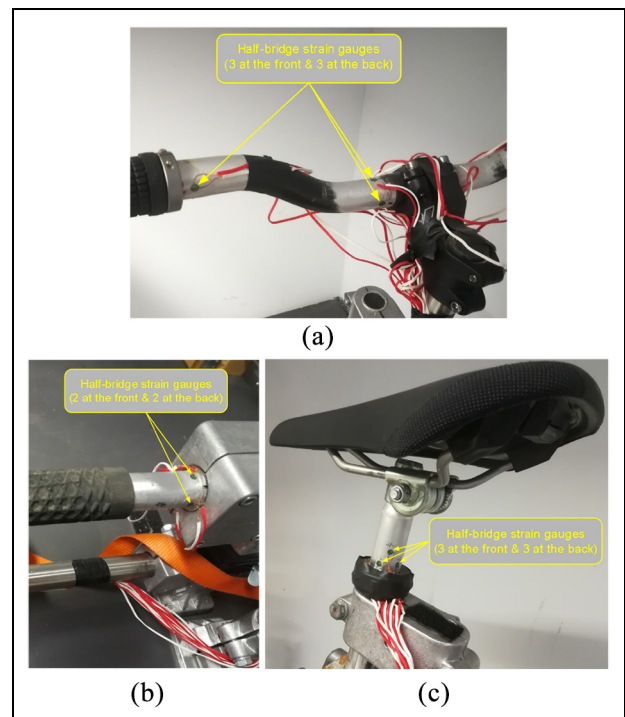 Half-bridge strain gauges
(3 at the front & 3 at the back)
(a)
Half-bridge strain gauges
(2 at the front & 2 at the back)
Half-bridge strain gauges
(3 at the front & 3 at the back)
(b)
(c)